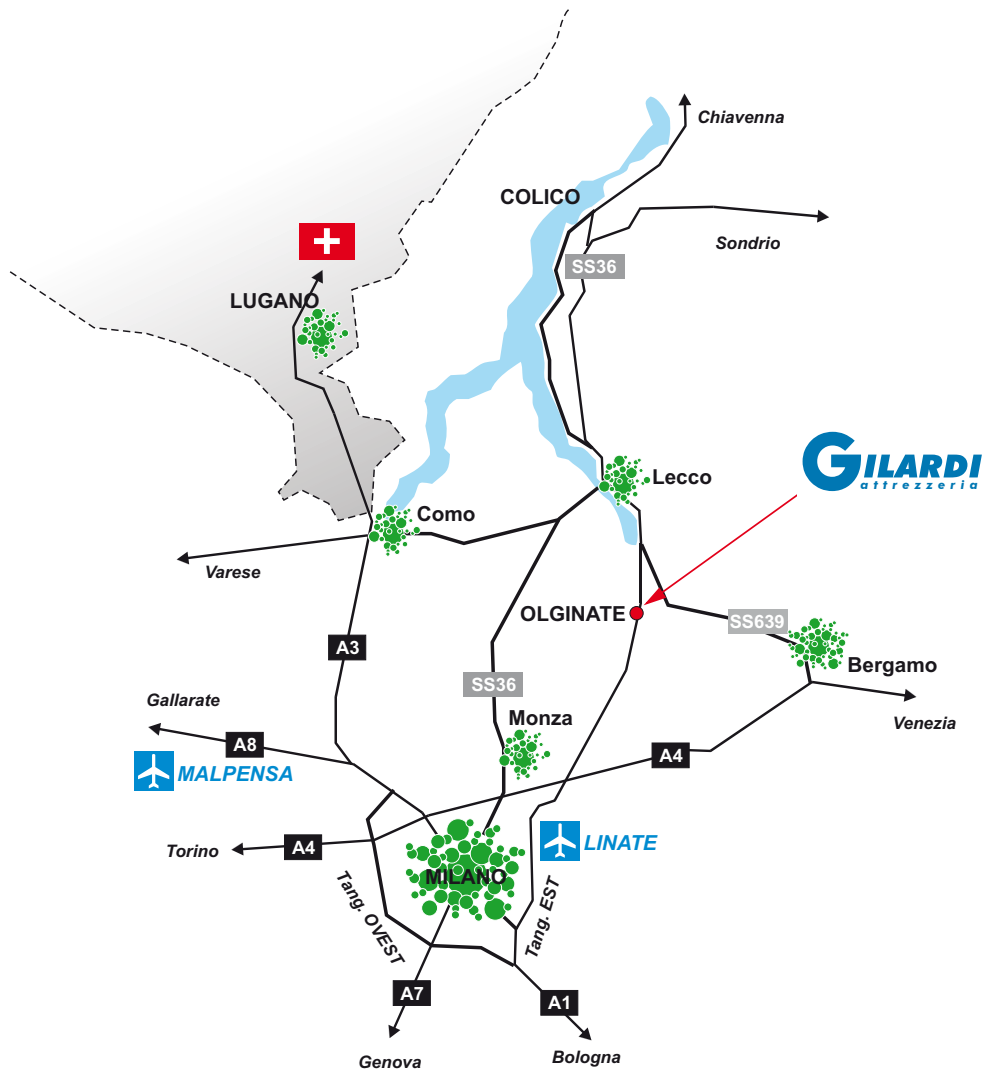 Chiavenna
COLICO
Sondrio
SS36
LUGANO
GILARDI
attrezzeria
Lecco
Como
Varese
OLGINATE
SS639
A3
Bergamo
SS36
Gallarate
Monza
Venezia
A8
A4
MALPENSA
Torino
A4
LINATE
MILANO
Tang. OVEST
Tang. EST
A7
A1
Genova
Bologna